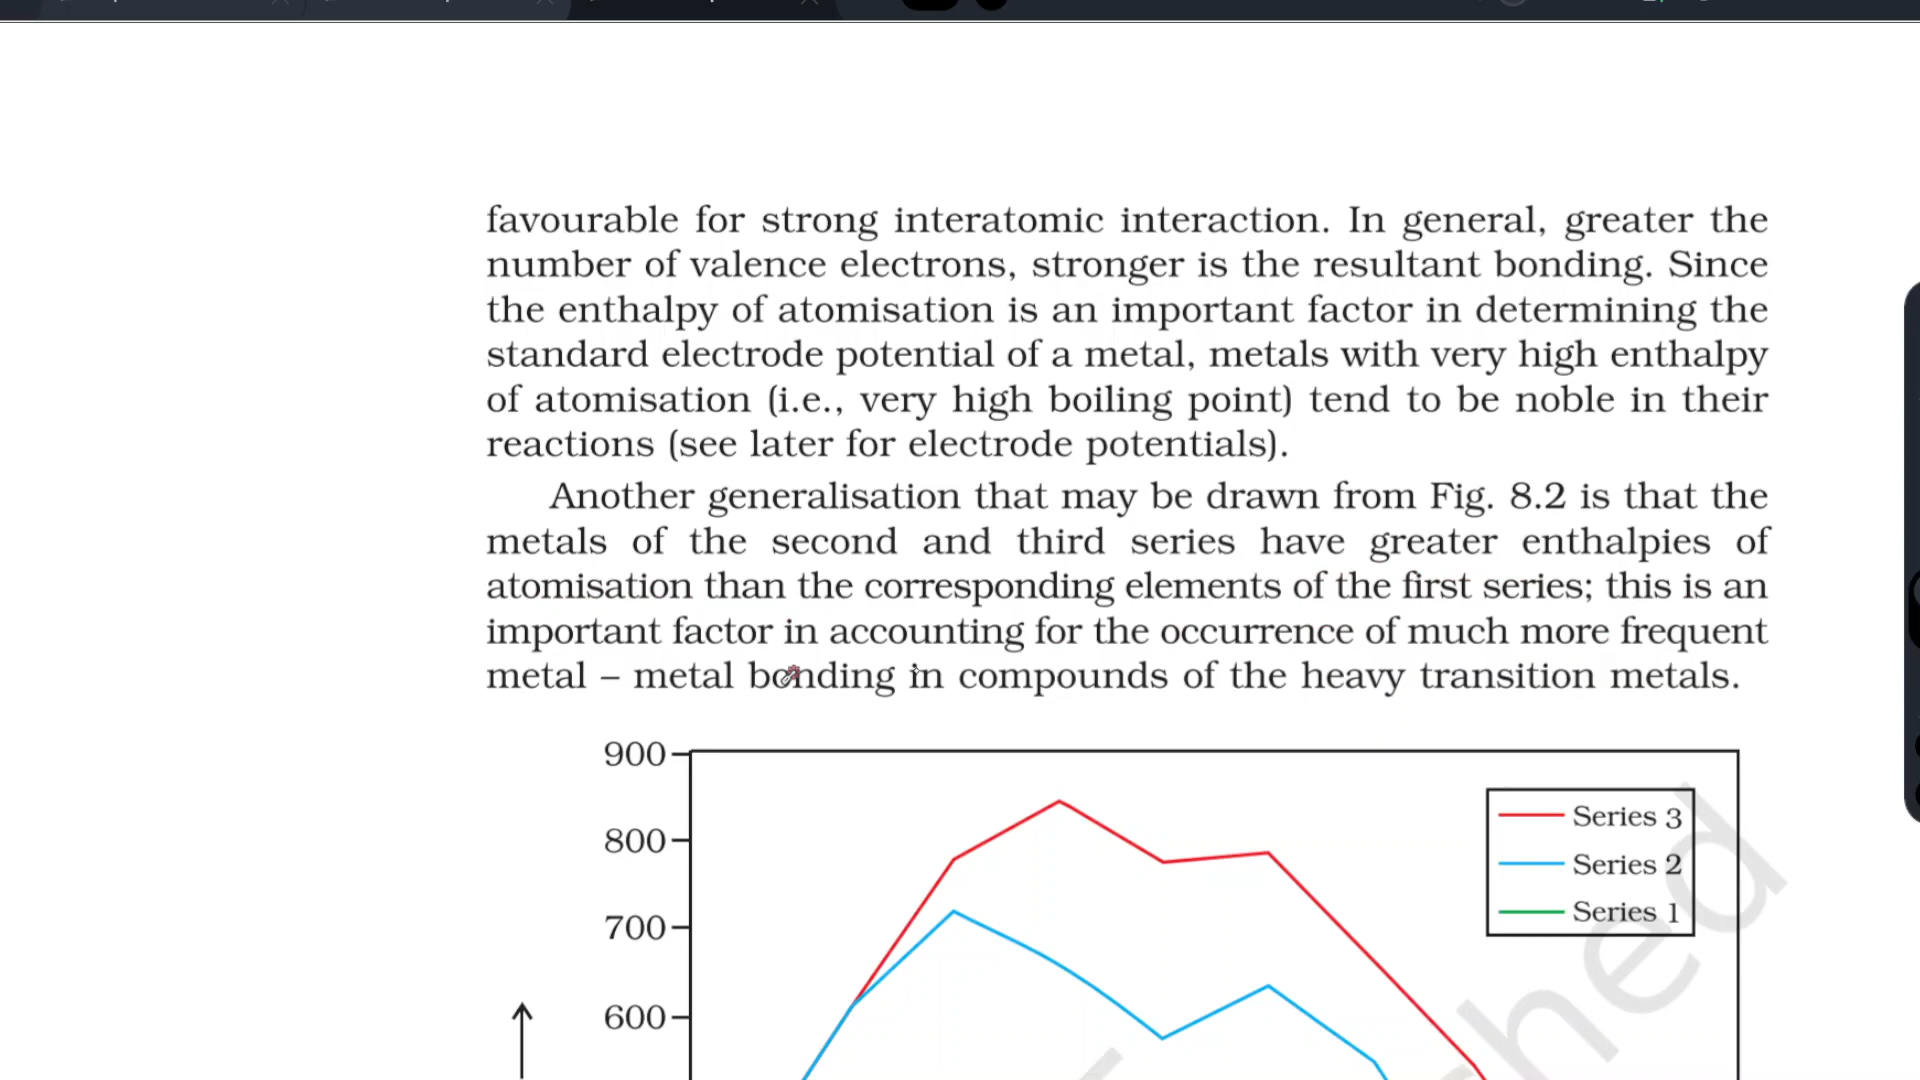 favourable for strong interatomic interaction. In general, greater the
number of valence electrons, stronger is the resultant bonding. Since
the enthalpy of atomisation is an important factor in determining the
standard electrode potential of a metal, metals with very high enthalpy
of atomisation (i.e., very high boiling point) tend to be noble in their
reactions (see later for electrode potentials).
Another generalisation that may be drawn from Fig. 8.2 is that the
metals of the second and third series have greater enthalpies of
atomisation than the corresponding elements of the first series; this is an
important factor in accounting for the occurrence of much more frequent
metal – metal bonding in compounds of the heavy transition metals.
900
800
700
600
Series 3
Series 2
Series 1